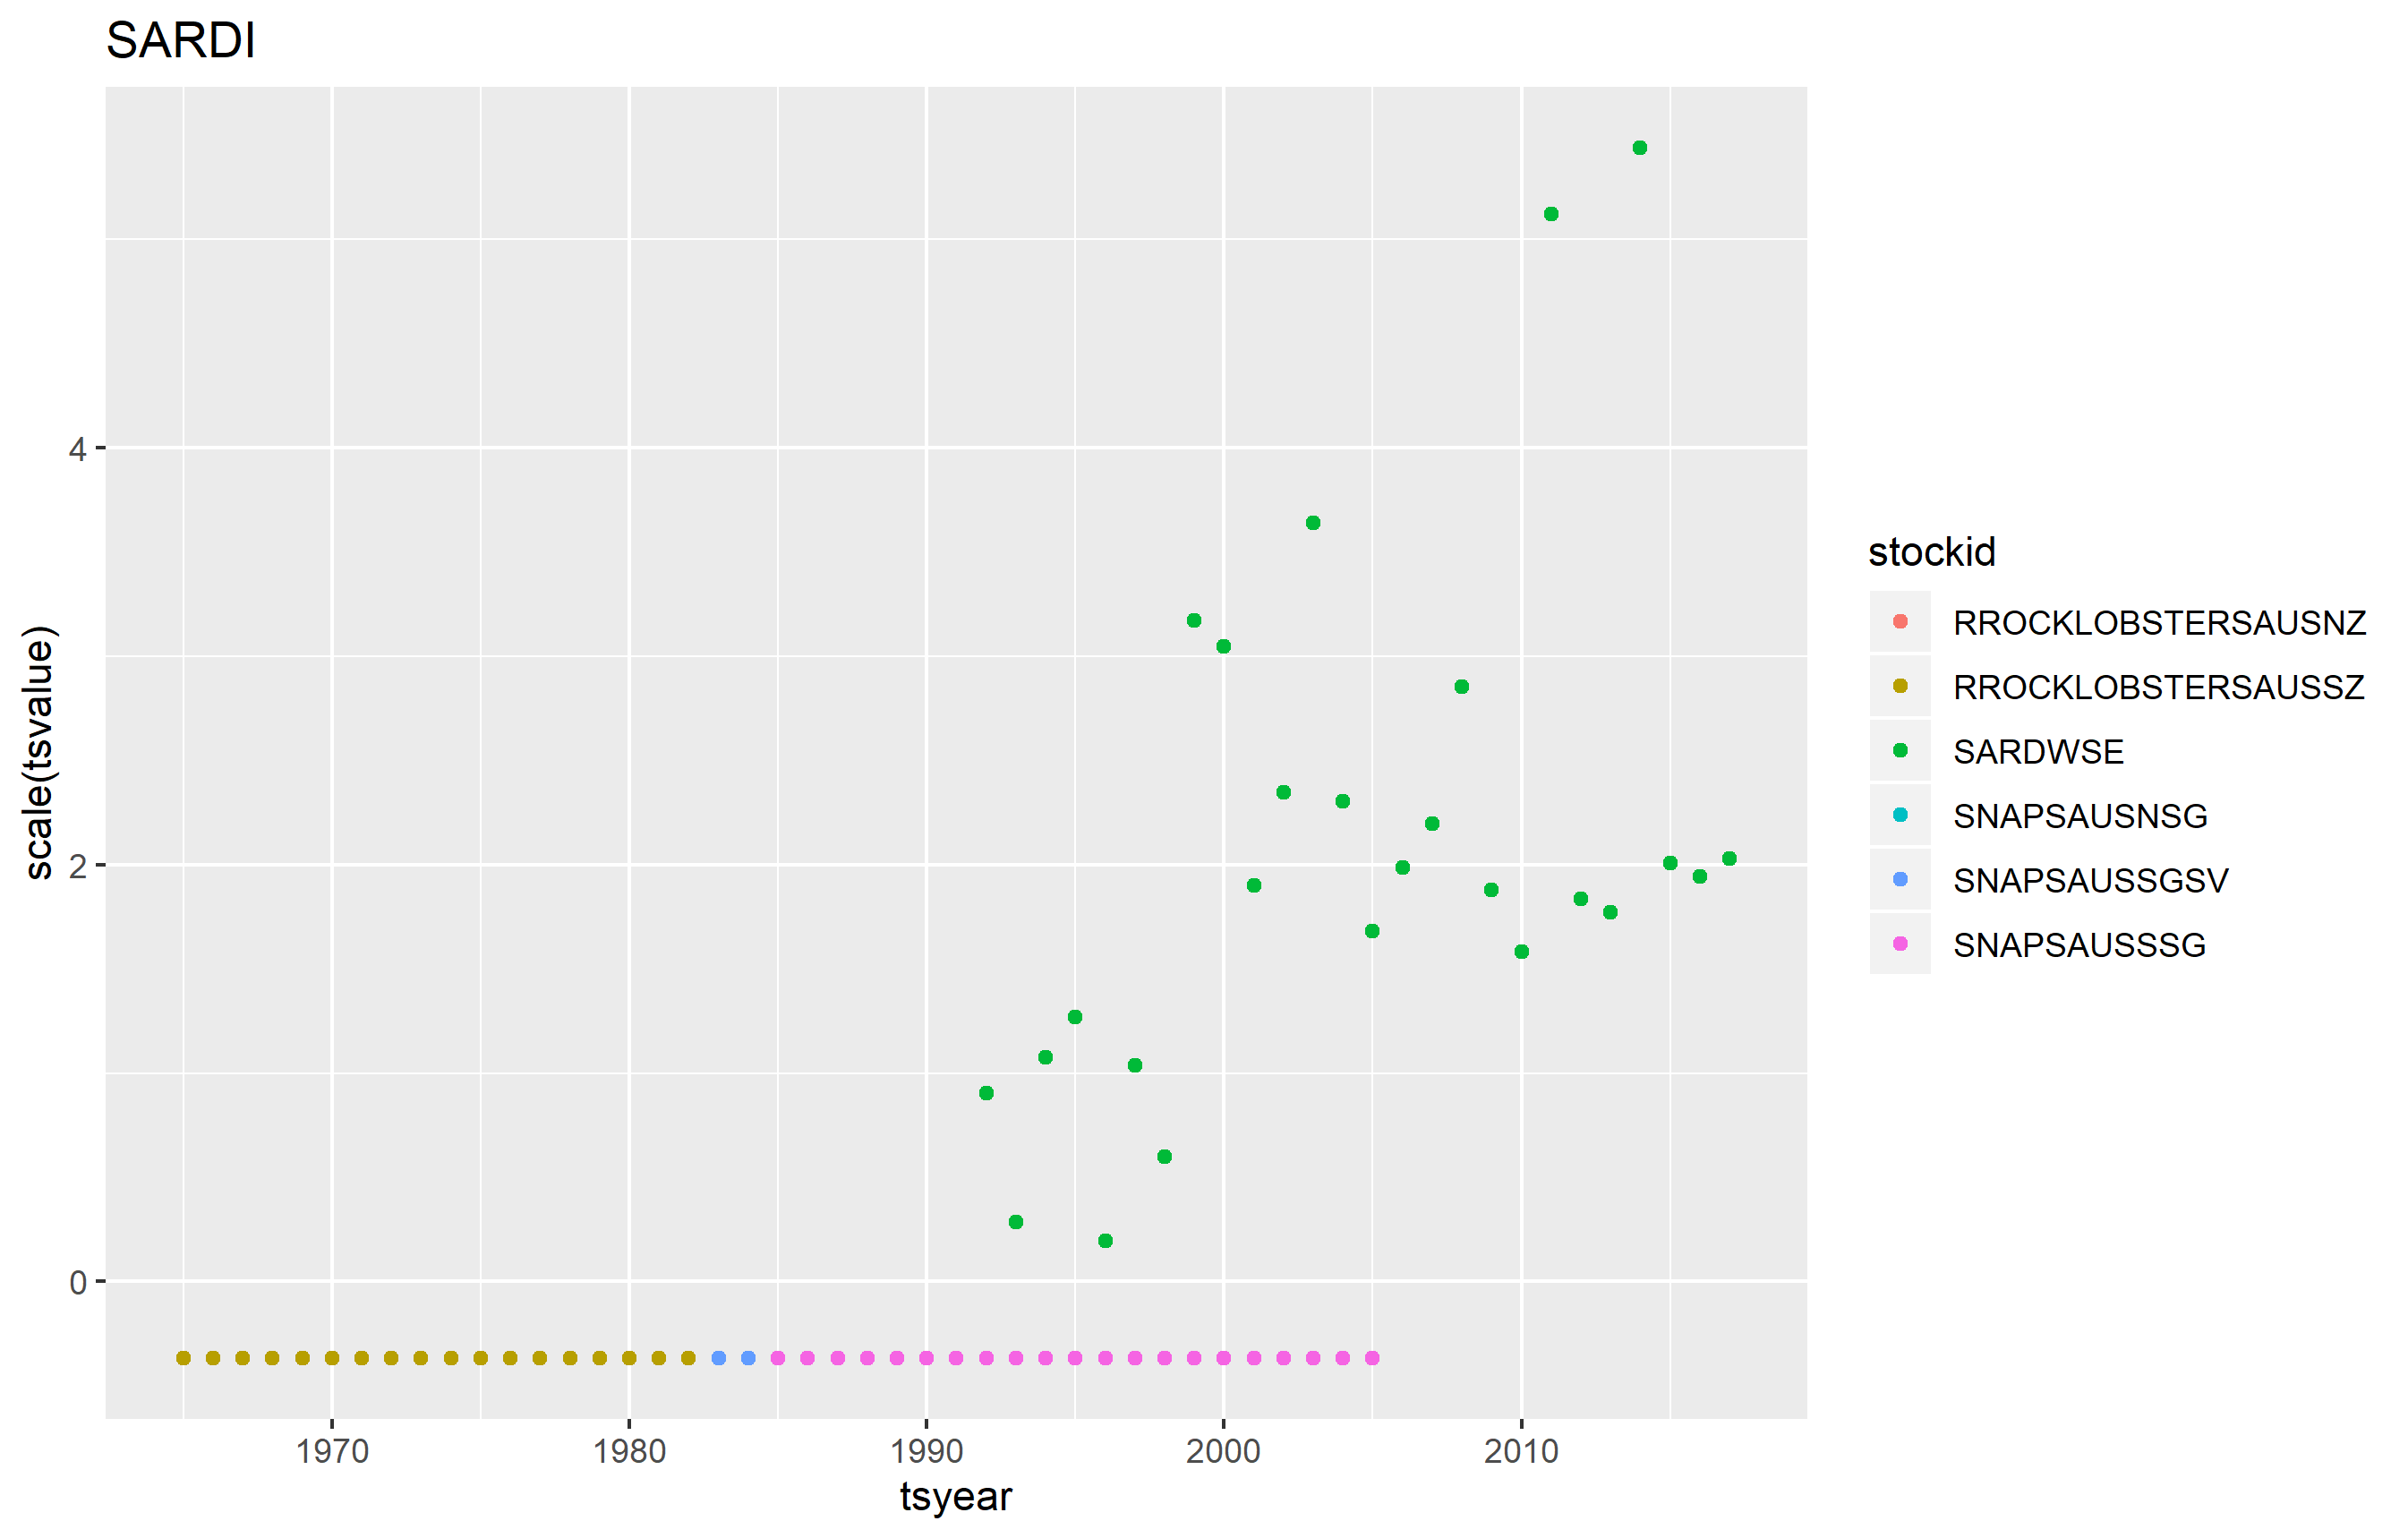 SARDI
scale(tsvalue)
4
2
0
1970 1980 1990 2000 2010
tsyear
stockid
RROCKLOBSTERSAUSNZ
RROCKLOBSTERSAUSSZ
SARDWSE
SNAPSAUSNSG
SNAPSAUSSGSV
SNAPSAUSSSG